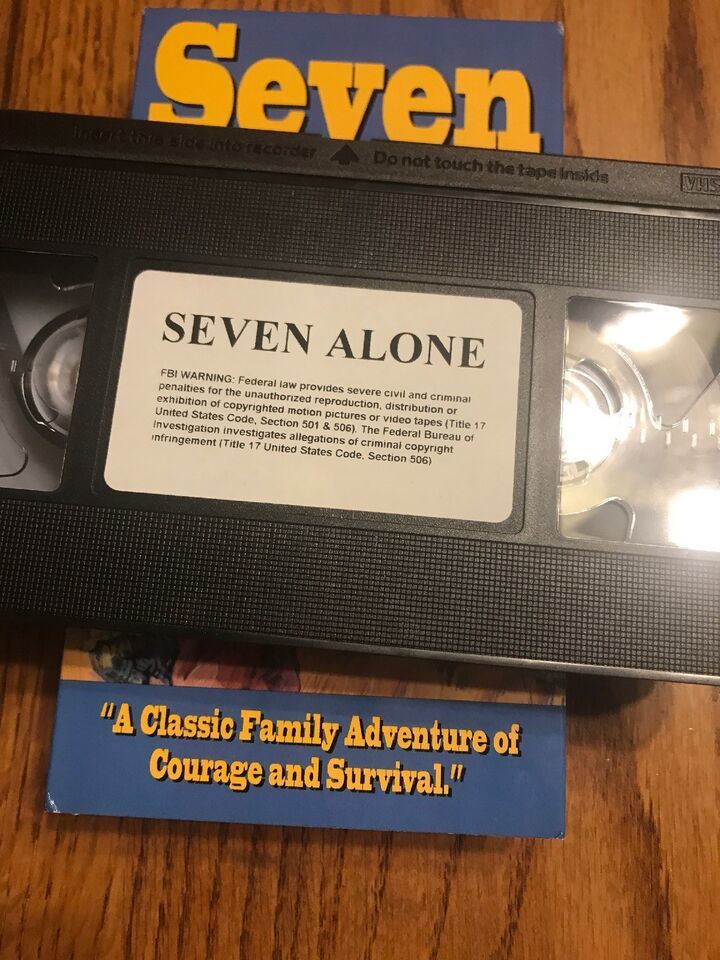 Seven
Insert this side into recorder Do not touch the tape inside
VHS
SEVEN ALONE
FBI WARNING: Federal law provides severe civil and criminal
penalties for the unauthorized reproduction, distribution or
exhibition of copyrighted motion pictures or video tapes (Title 17
United States Code, Section 501 & 506). The Federal Bureau of
Investigation investigates allegations of criminal copyright
infringement (Title 17 United States Code, Section 506)
"A Classic Family Adventure of
Courage and Survival."